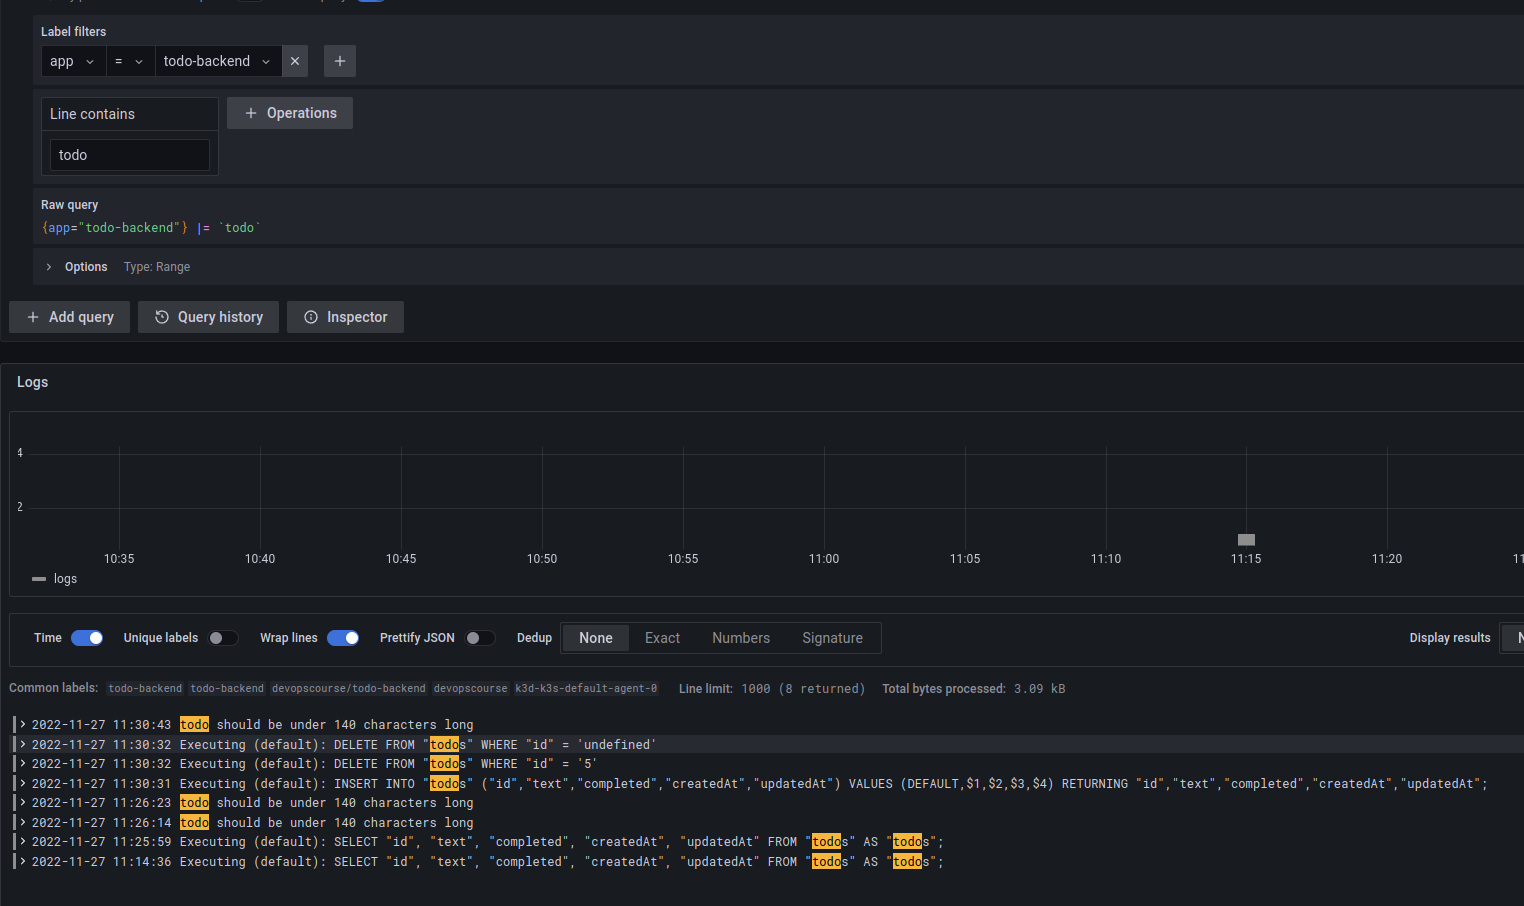 Label filters
app = todo-backend
Line contains
Operations
todo
Raw query
{app="todo-backend"} |= `todo`
Options Type: Range
Add query Query history Inspector
Logs
4
2
10:35 10:40 10:45 10:50 10:55 11:00 11:05 11:10 11:15 11:20
logs
Time Unique labels Wrap lines Prettify JSON Dedup None Exact Numbers Signature Display results
Common labels: todo-backend todo-backend devopscourse/todo-backend devopscourse k3d-k3s-default-agent-0 Line limit: 1000 (8 returned) Total bytes processed: 3.09 kB
2022-11-27 11:30:43 todo should be under 140 characters long
2022-11-27 11:30:32 Executing (default): DELETE FROM "todos" WHERE "id" = 'undefined'
2022-11-27 11:30:32 Executing (default): DELETE FROM "todos" WHERE "id" = '5'
2022-11-27 11:30:31 Executing (default): INSERT INTO "todos" ("id","text","completed","createdAt","updatedAt") VALUES (DEFAULT,$1,$2,$3,$4) RETURNING "id","text","completed","createdAt","updatedAt";
2022-11-27 11:26:23 todo should be under 140 characters long
2022-11-27 11:26:14 todo should be under 140 characters long
2022-11-27 11:25:59 Executing (default): SELECT "id", "text", "completed", "createdAt", "updatedAt" FROM "todos" AS "todos";
2022-11-27 11:14:36 Executing (default): SELECT "id", "text", "completed", "createdAt", "updatedAt" FROM "todos" AS "todos";